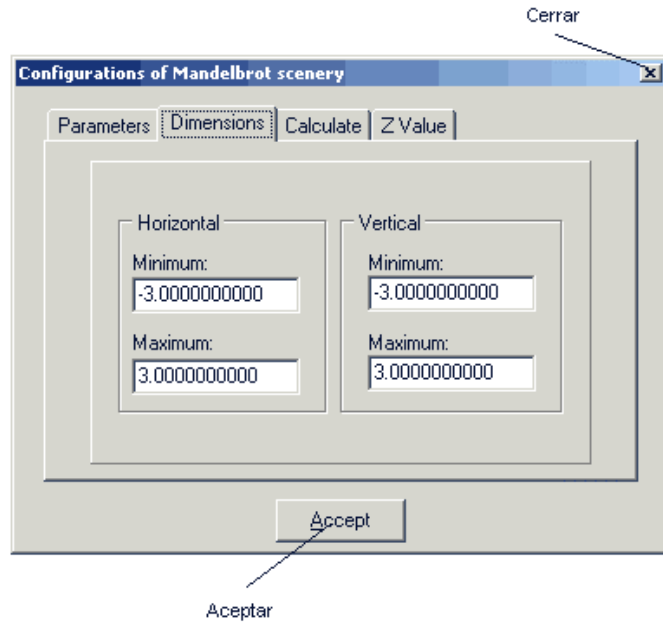 Cerrar
Configurations of Mandelbrot scenery
Parameters Dimensions Calculate Z Value
Horizontal Vertical
Minimum: Minimum:
-3.0000000000 -3.0000000000
Maximum: Maximum:
3.0000000000 3.0000000000
Accept
Aceptar